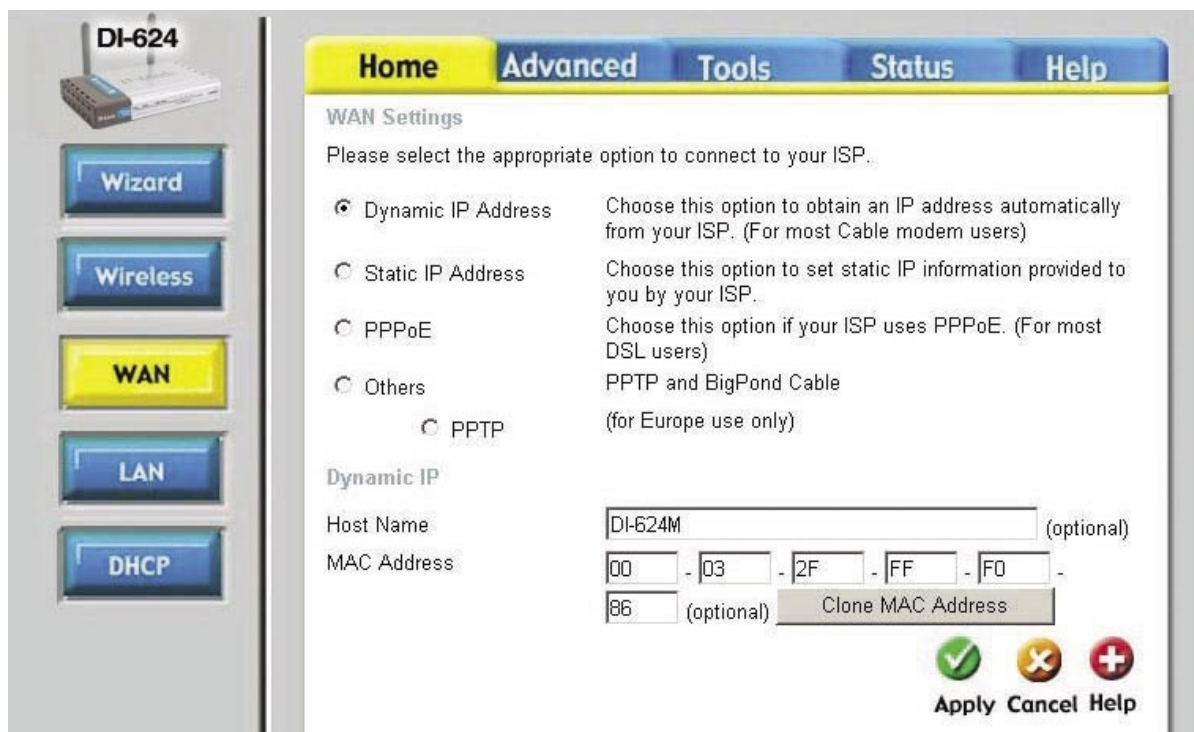 DI-624
Home Advanced Tools Status Help
Wizard
Wireless
WAN
LAN
DHCP
WAN Settings
Please select the appropriate option to connect to your ISP.
Dynamic IP Address Choose this option to obtain an IP address automatically
from your ISP. (For most Cable modem users)
Static IP Address Choose this option to set static IP information provided to
you by your ISP.
PPPoE Choose this option if your ISP uses PPPoE. (For most
DSL users)
Others PPTP and BigPond Cable
PPTP (for Europe use only)
Dynamic IP
Host Name DI-624M (optional)
MAC Address 00 - 03 - 2F - FF - F0 -
86 (optional) Clone MAC Address
Apply Cancel Help